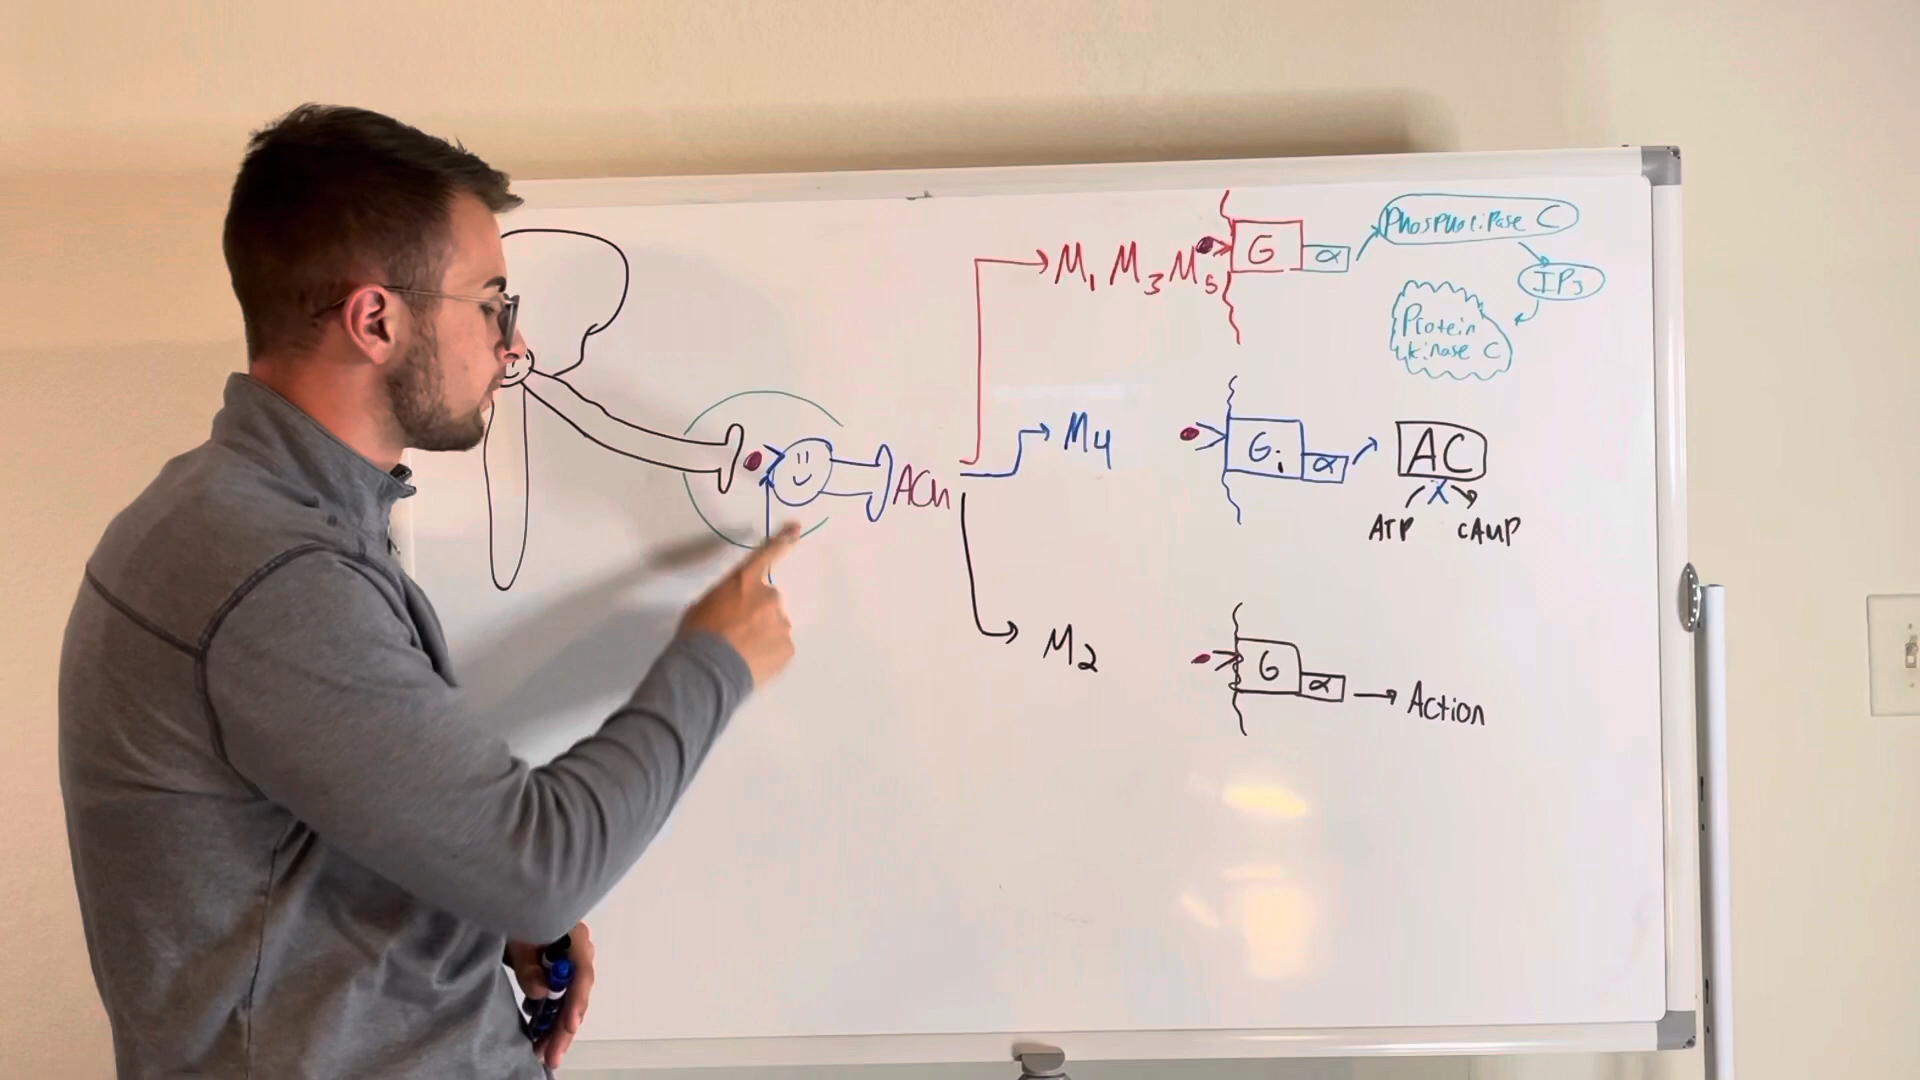 ACh
M1 M3 M5
G α
Phospholipase C
IP3
Protein
kinase C
M4
Gi α
AC
ATP cAMP
M2
G α
Action